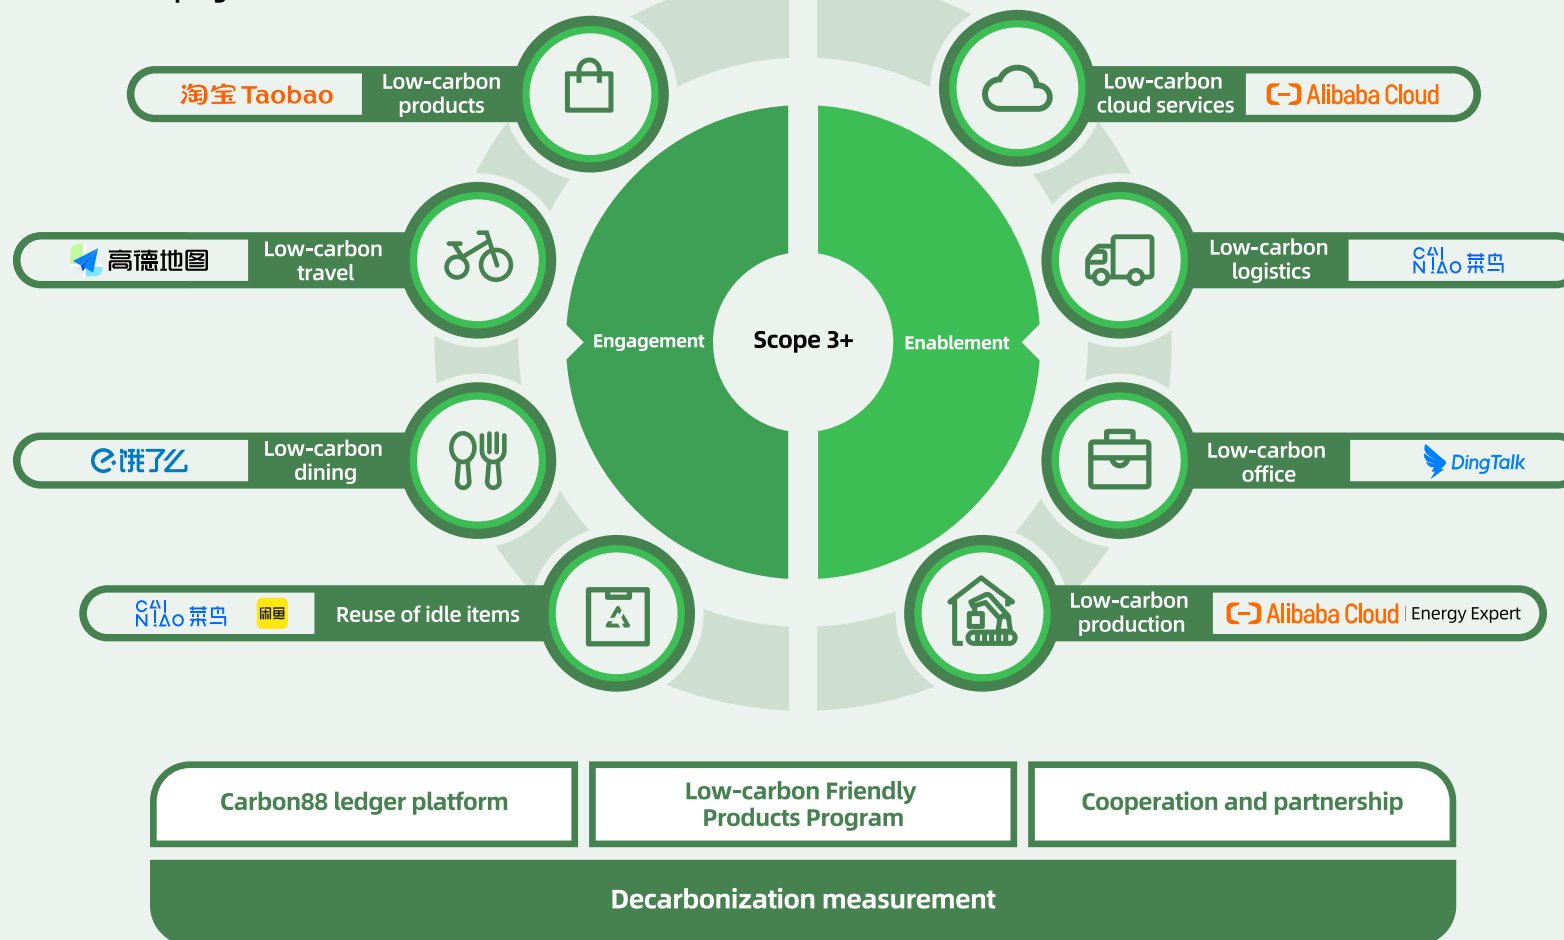 淘宝 Taobao
Low-carbon
products
Low-carbon
cloud services
Alibaba Cloud
高德地图
Low-carbon
travel
Low-carbon
logistics
CAI
NIAO 菜鸟
Engagement
Scope 3+
Enablement
饿了么
Low-carbon
dining
Low-carbon
office
DingTalk
CAI
NIAO 菜鸟
闲鱼
Reuse of idle items
Low-carbon
production
Alibaba Cloud | Energy Expert
Carbon88 ledger platform
Low-carbon Friendly
Products Program
Cooperation and partnership
Decarbonization measurement